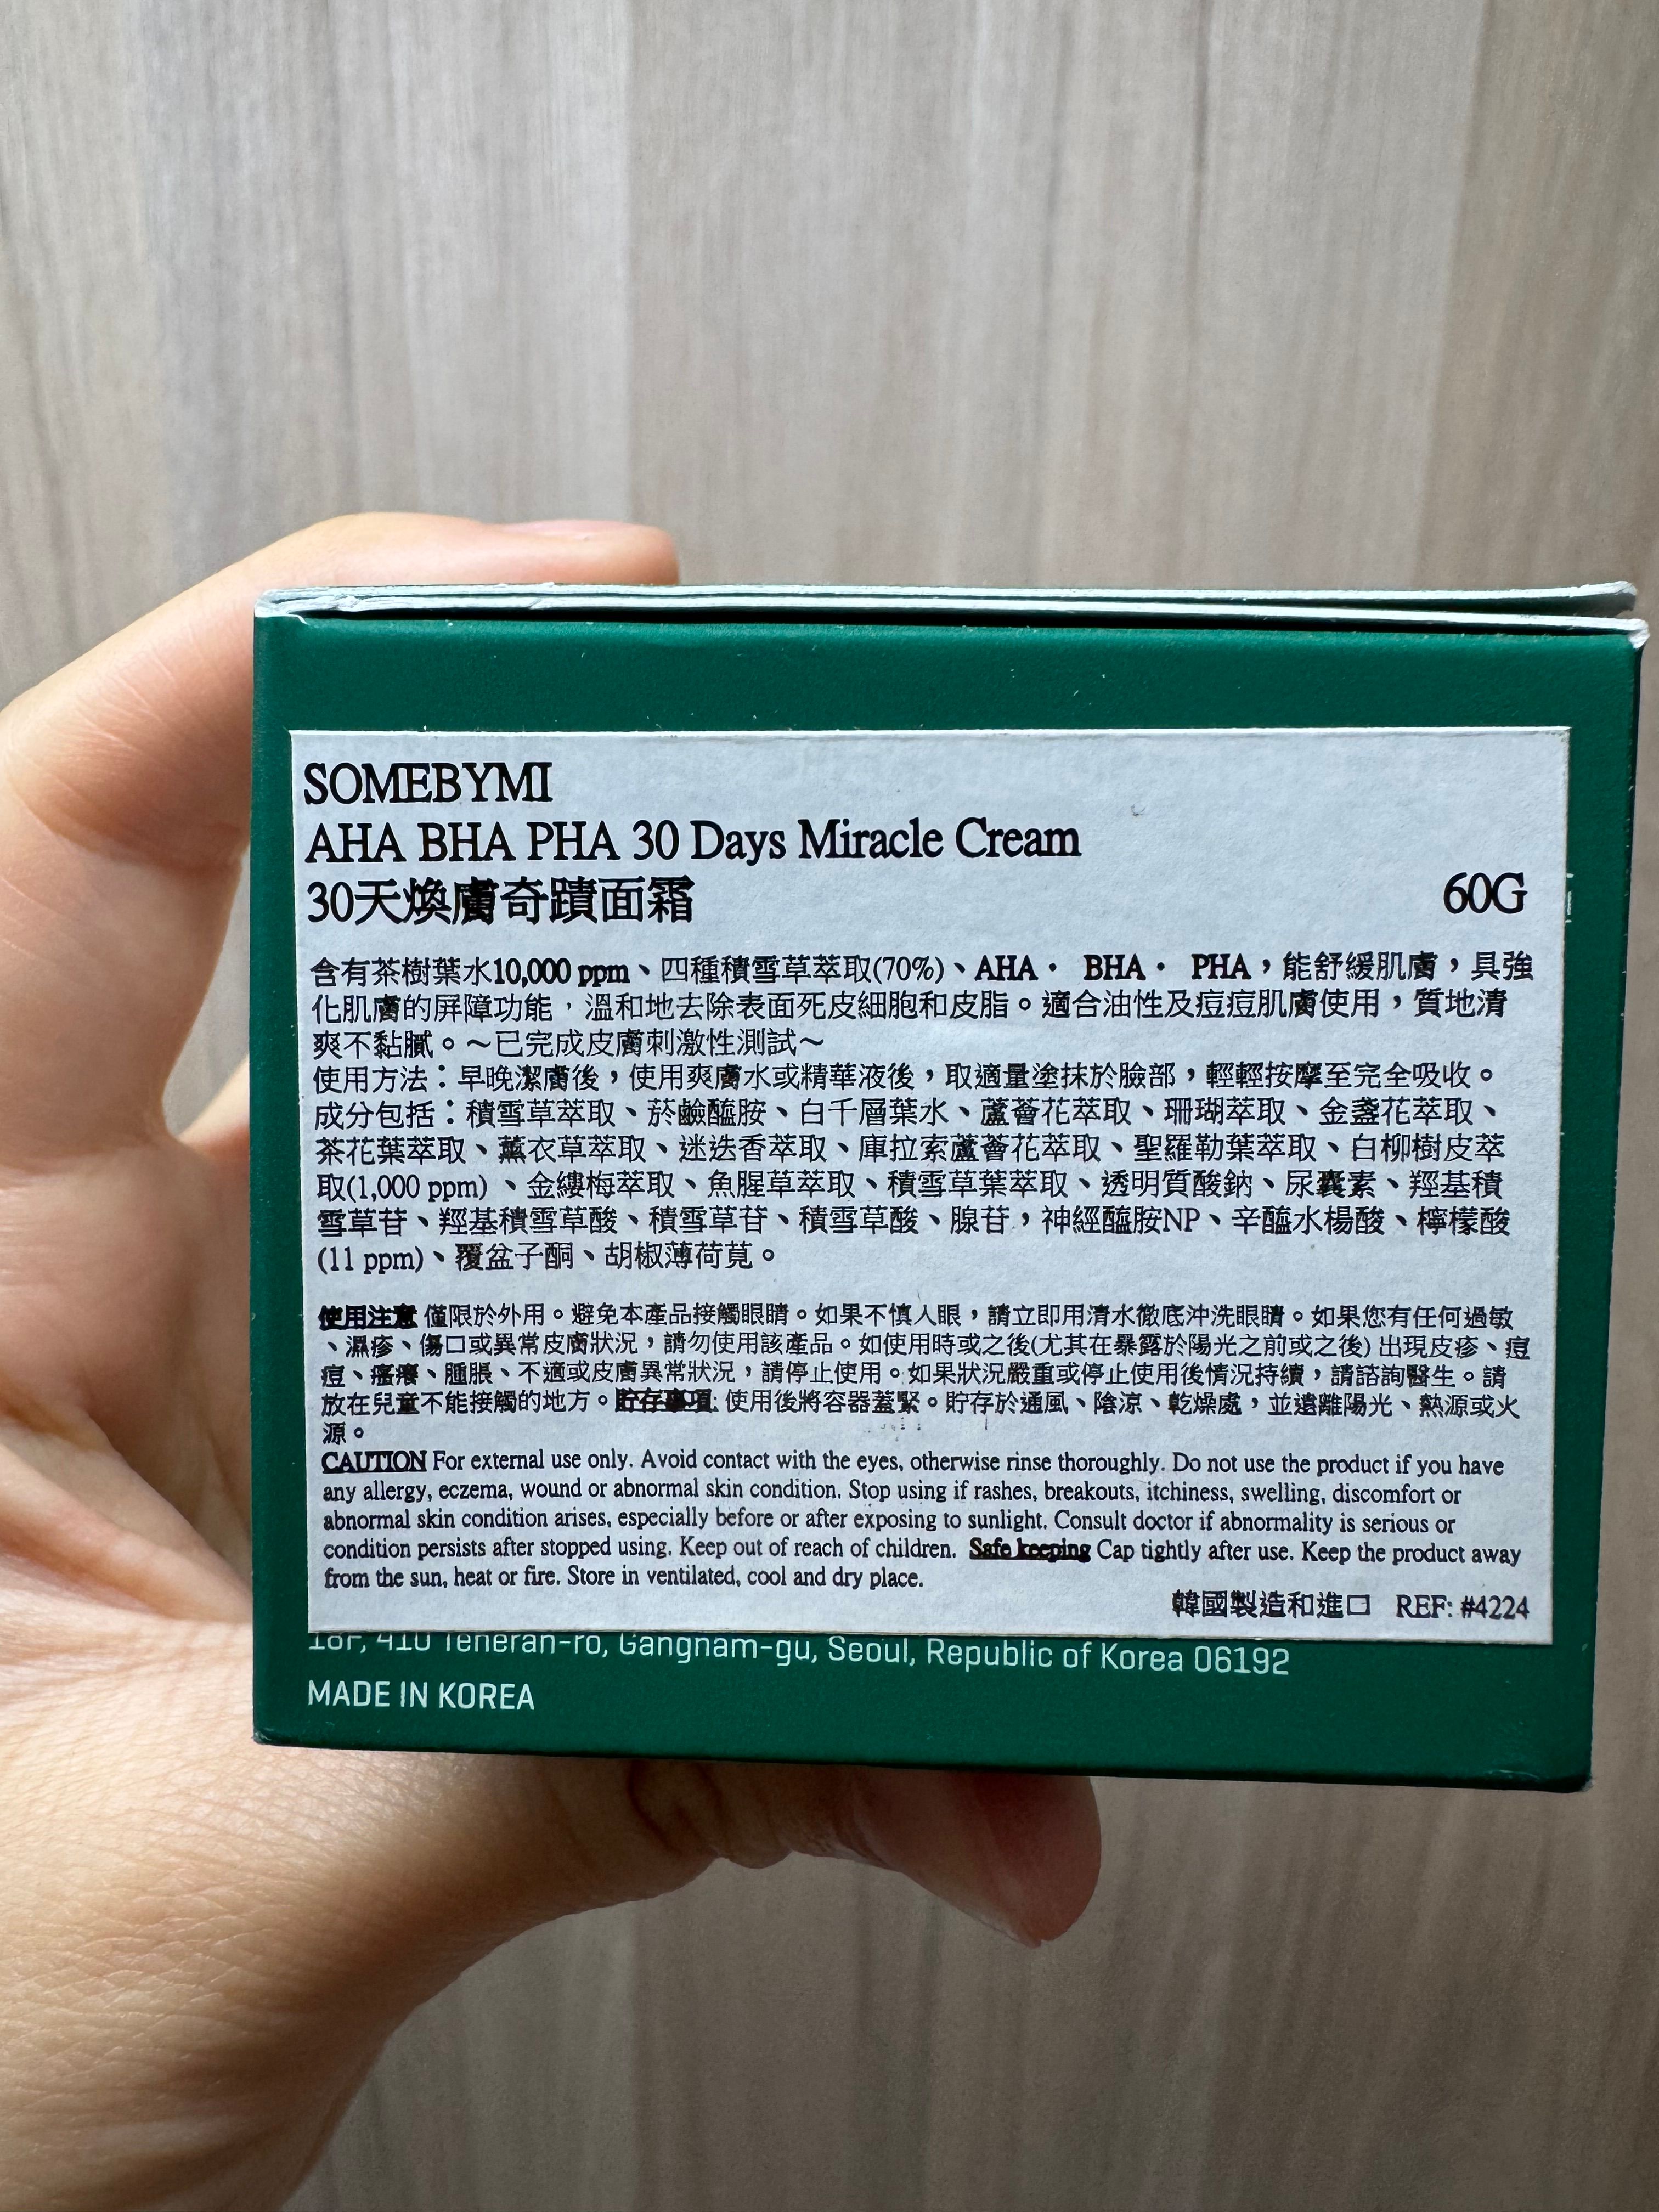 SOMEBYMI
AHA BHA PHA 30 Days Miracle Cream
30天煥膚奇蹟面霜 60G
含有茶樹葉水10,000 ppm、四種積雪草萃取(70%)、AHA· BHA· PHA，能舒緩肌膚，具強
化肌膚的屏障功能，溫和地去除表面死皮細胞和皮脂。適合油性及痘痘肌膚使用，質地清
爽不黏膩。～已完成皮膚刺激性測試～
使用方法：早晚潔膚後，使用爽膚水或精華液後，取適量塗抹於臉部，輕輕按摩至完全吸收。
成分包括：積雪草萃取、菸鹼醯胺、白千層葉水、蘆薈花萃取、珊瑚萃取、金盞花萃取、
茶花葉萃取、薰衣草萃取、迷迭香萃取、庫拉索蘆薈花萃取、聖羅勒葉萃取、白柳樹皮萃
取(1,000 ppm)、金縷梅萃取、魚腥草萃取、積雪草葉萃取、透明質酸鈉、尿囊素、羥基積
雪草苷、羥基積雪草酸、積雪草苷、積雪草酸、腺苷，神經醯胺NP、辛醯水楊酸、檸檬酸
(11 ppm)、覆盆子酮、胡椒薄荷莧。
使用注意 僅限於外用。避免本產品接觸眼睛。如果不慎人眼，請立即用清水徹底沖洗眼睛。如果您有任何過敏
、濕疹、傷口或異常皮膚狀況，請勿使用該產品。如使用時或之後(尤其在暴露於陽光之前或之後) 出現皮疹、痘
痘、瘙癢、腫脹、不適或皮膚異常狀況，請停止使用。如果狀況嚴重或停止使用後情況持續，請諮詢醫生。請
放在兒童不能接觸的地方。貯存事項: 使用後將容器蓋緊。貯存於通風、陰涼、乾燥處，並遠離陽光、熱源或火
源。
CAUTION For external use only. Avoid contact with the eyes, otherwise rinse thoroughly. Do not use the product if you have
any allergy, eczema, wound or abnormal skin condition. Stop using if rashes, breakouts, itchiness, swelling, discomfort or
abnormal skin condition arises, especially before or after exposing to sunlight. Consult doctor if abnormality is serious or
condition persists after stopped using. Keep out of reach of children. Safe keeping Cap tightly after use. Keep the product away
from the sun, heat or fire. Store in ventilated, cool and dry place.
韓國製造和進口 REF: #4224
18F, 410 Teheran-ro, Gangnam-gu, Seoul, Republic of Korea 06192
MADE IN KOREA